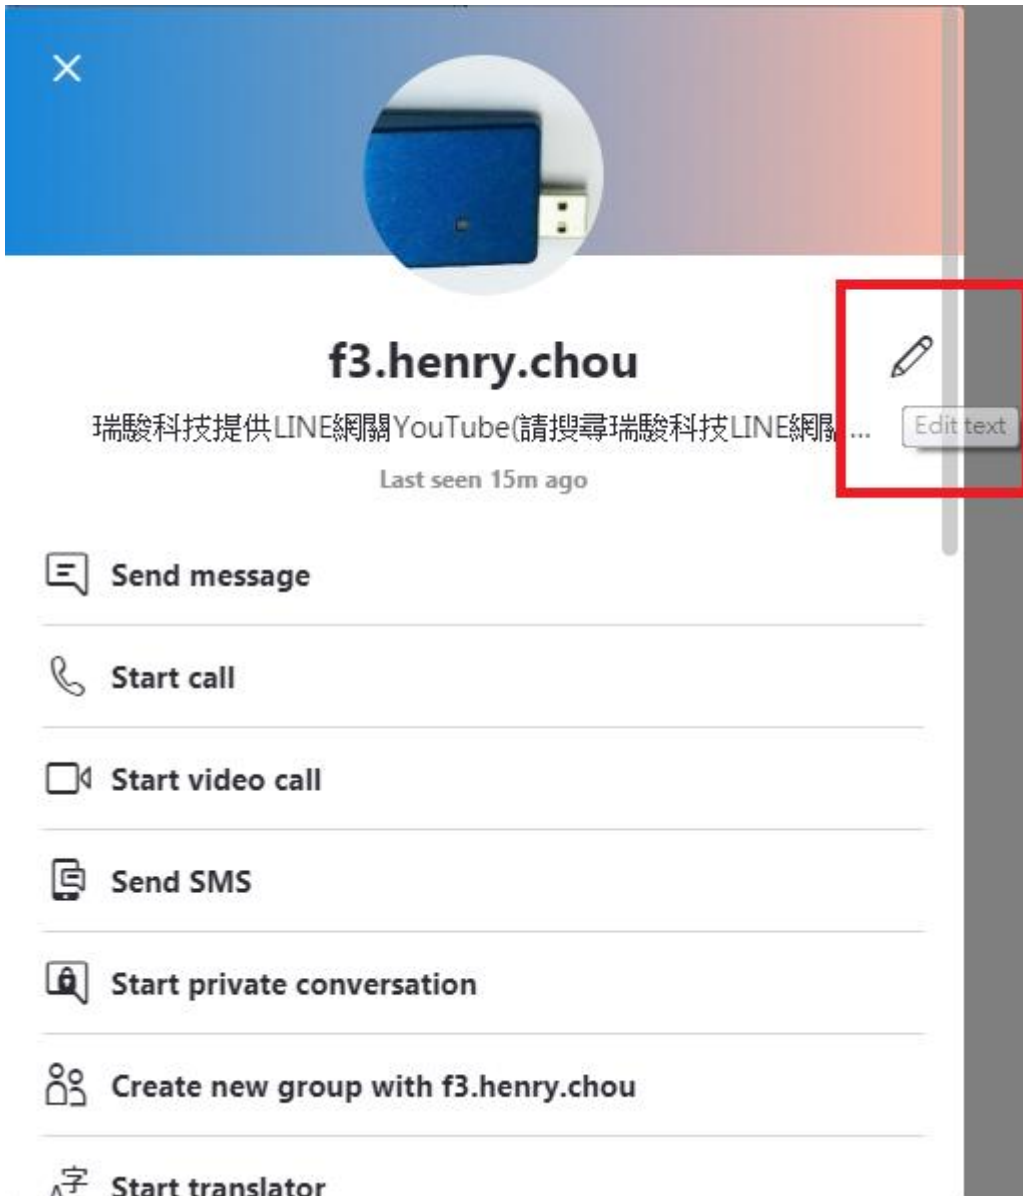 f3.henry.chou
瑞駿科技提供LINE網關YouTube(請搜尋瑞駿科技LINE網關 ...
Edit text
Last seen 15m ago
Send message
Start call
Start video call
Send SMS
Start private conversation
Create new group with f3.henry.chou
Start translator